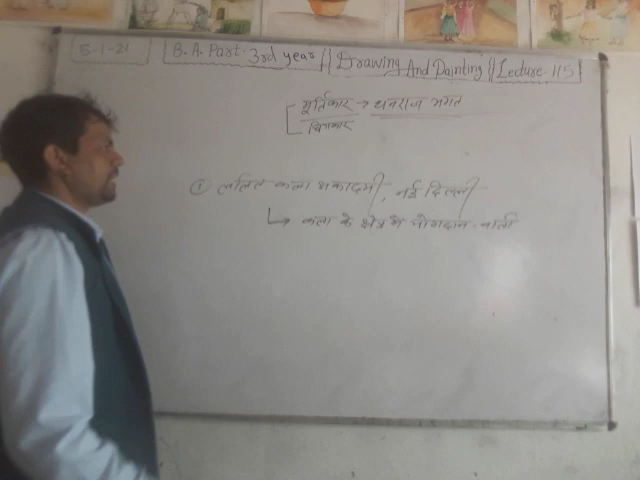 5-1-21
B.A. Part-3rd year || Drawing And Painting || Lecture-115
मूर्तिकार → धनराज भगत
चित्रकार
① ललित कला अकादमी, नई दिल्ली
↳ कला के क्षेत्र में योगदान-